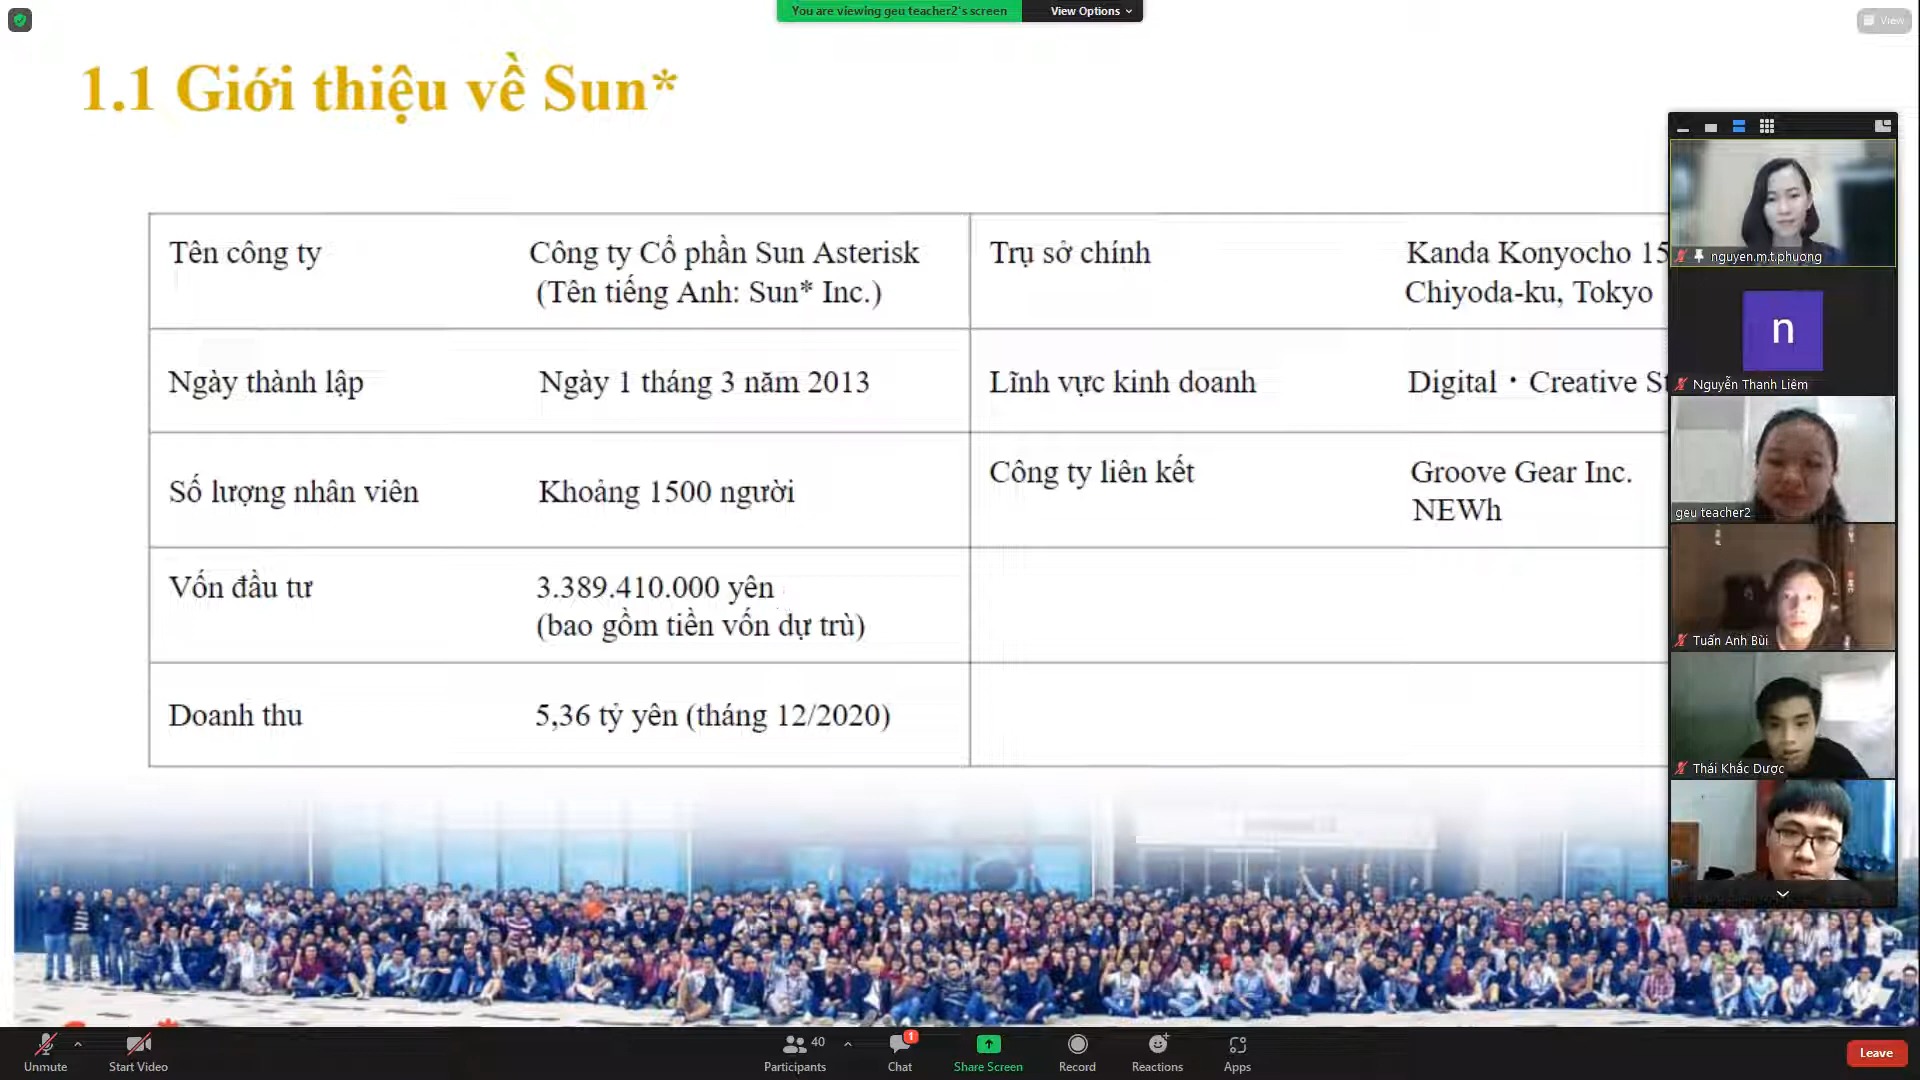 You are viewing geu teacher2's screen
View Options
View
1.1 Giới thiệu về Sun*
Tên công ty
Công ty Cổ phần Sun Asterisk
(Tên tiếng Anh: Sun* Inc.)
Trụ sở chính
Kanda Konyocho 15
Chiyoda-ku, Tokyo
Ngày thành lập
Ngày 1 tháng 3 năm 2013
Lĩnh vực kinh doanh
Digital・Creative
Số lượng nhân viên
Khoảng 1500 người
Công ty liên kết
Groove Gear Inc.
NEWh
Vốn đầu tư
3.389.410.000 yên
(bao gồm tiền vốn dự trù)
Doanh thu
5,36 tỷ yên (tháng 12/2020)
nguyen.m.t.phuong
n
Nguyễn Thanh Liêm
geu teacher2
Tuấn Anh Bùi
Thái Khắc Dược
Unmute
Start Video
Participants
40
Chat
1
Share Screen
Record
Reactions
Apps
Leave